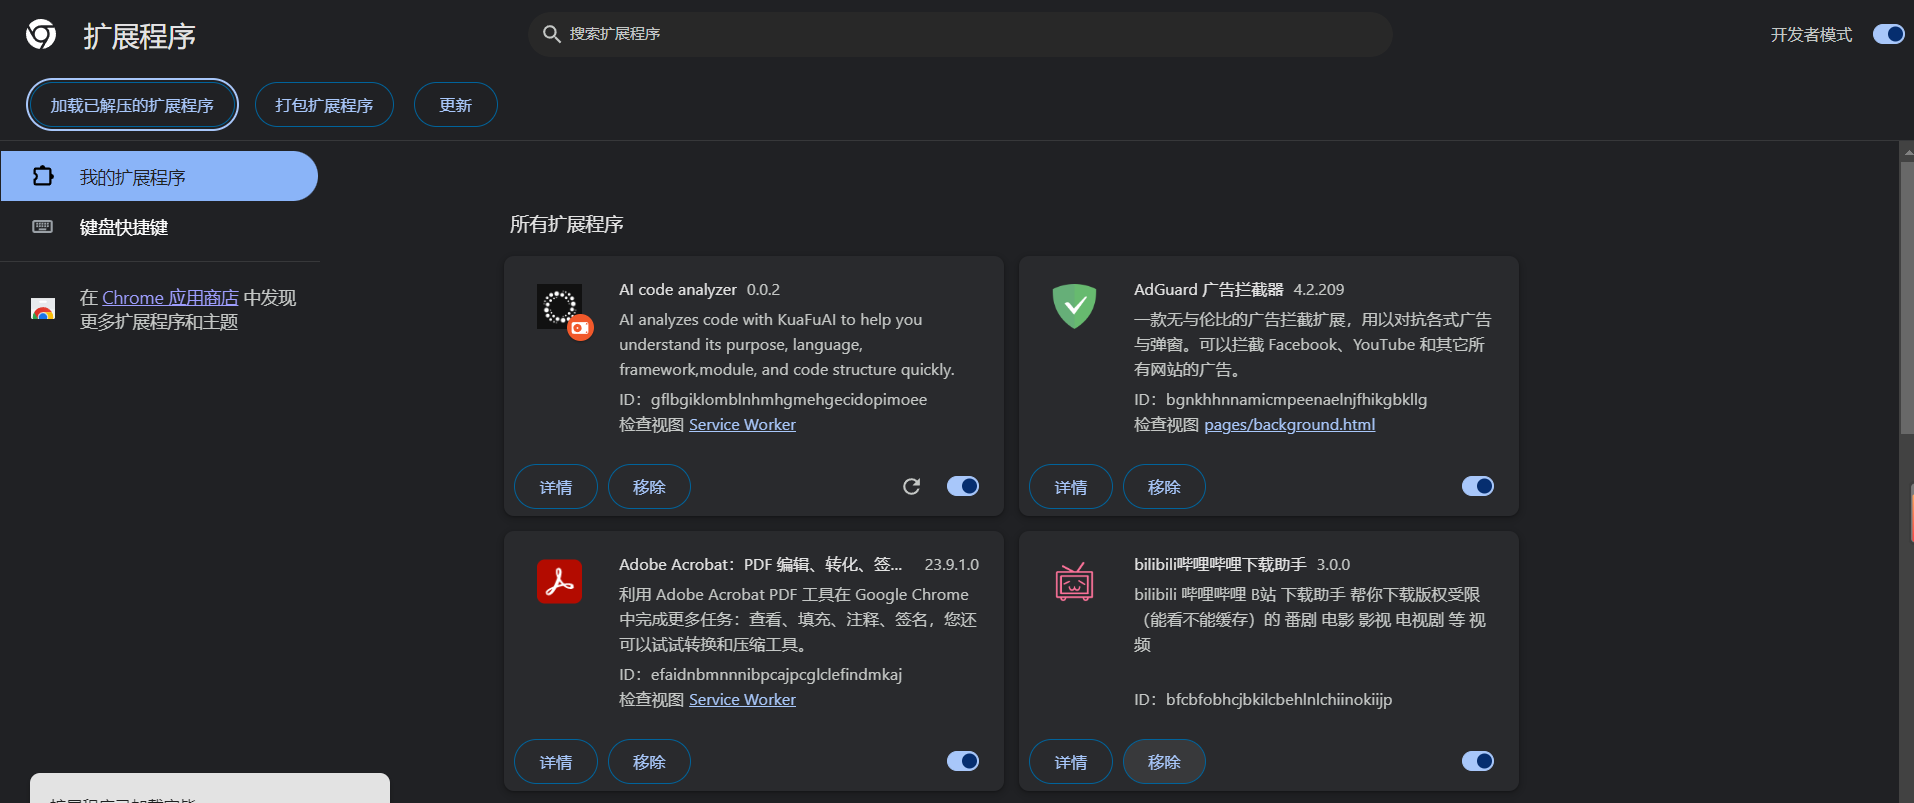 扩展程序
搜索扩展程序
开发者模式
加载已解压的扩展程序
打包扩展程序
更新
我的扩展程序
键盘快捷键
在 Chrome 应用商店 中发现
更多扩展程序和主题
所有扩展程序
AI code analyzer 0.0.2
AI analyzes code with KuaFuAI to help you
understand its purpose, language,
framework,module, and code structure quickly.
ID：gflbgiklomblnhmhgmehgecidopimoee
检查视图 Service Worker
详情
移除
AdGuard 广告拦截器 4.2.209
一款无与伦比的广告拦截扩展，用以对抗各式广告
与弹窗。可以拦截 Facebook、YouTube 和其它所
有网站的广告。
ID：bgnkhhnnamicmpeenaelnjfhikgbkllg
检查视图 pages/background.html
详情
移除
Adobe Acrobat：PDF 编辑、转化、签... 23.9.1.0
利用 Adobe Acrobat PDF 工具在 Google Chrome
中完成更多任务：查看、填充、注释、签名，您还
可以试试转换和压缩工具。
ID：efaidnbmnnnibpcajpcglclefindmkaj
检查视图 Service Worker
详情
移除
bilibili哔哩哔哩下载助手 3.0.0
bilibili 哔哩哔哩 B站 下载助手 帮你下载版权受限
（能看不能缓存）的 番剧 电影 影视 电视剧 等 视
频
ID：bfcbfobhcjbkilcbehlnlchiinokiijp
详情
移除